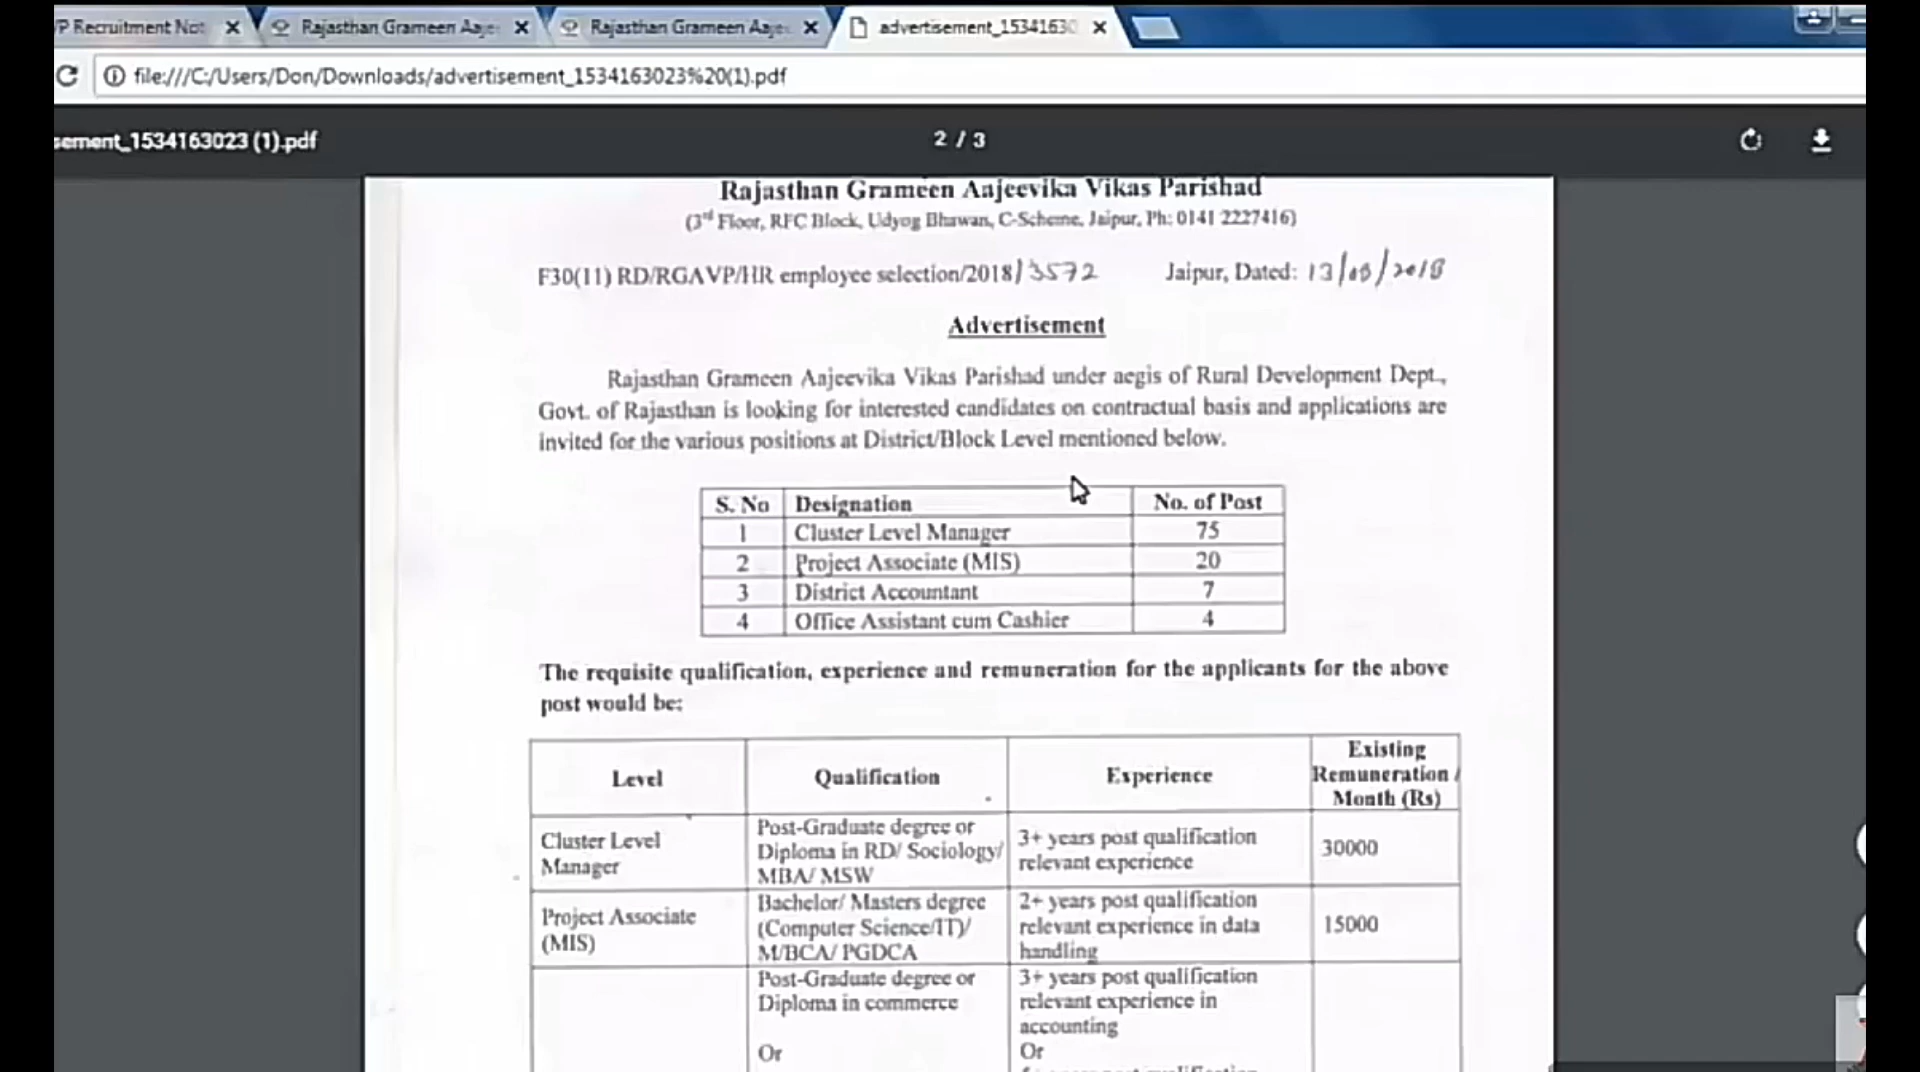 P Recruitment Not
Rajasthan Grameen Aaje
Rajasthan Grameen Aaje
advertisement_15341630
file:///C:/Users/Don/Downloads/advertisement_1534163023%20(1).pdf
sement_1534163023 (1).pdf
2 / 3
Rajasthan Grameen Aajeevika Vikas Parishad
(3rd Floor, RFC Block, Udyog Bhawan, C-Scheme, Jaipur, Ph: 0141 2227416)
F30(11) RD/RGAVP/HR employee selection/2018/3572 Jaipur, Dated: 13/08/2018
Advertisement
Rajasthan Grameen Aajeevika Vikas Parishad under aegis of Rural Development Dept.,
Govt. of Rajasthan is looking for interested candidates on contractual basis and applications are
invited for the various positions at District/Block Level mentioned below.
S. No Designation No. of Post
1 Cluster Level Manager 75
2 Project Associate (MIS) 20
3 District Accountant 7
4 Office Assistant cum Cashier 4
The requisite qualification, experience and remuneration for the applicants for the above
post would be:
Level
Qualification
Experience
Existing
Remuneration /
Month (Rs)
Cluster Level
Manager
Post-Graduate degree or
Diploma in RD/ Sociology/
MBA/ MSW
3+ years post qualification
relevant experience
30000
Project Associate
(MIS)
Bachelor/ Masters degree
(Computer Science/IT)/
M/BCA/ PGDCA
2+ years post qualification
relevant experience in data
handling
15000
Post-Graduate degree or
Diploma in commerce
Or
3+ years post qualification
relevant experience in
accounting
Or